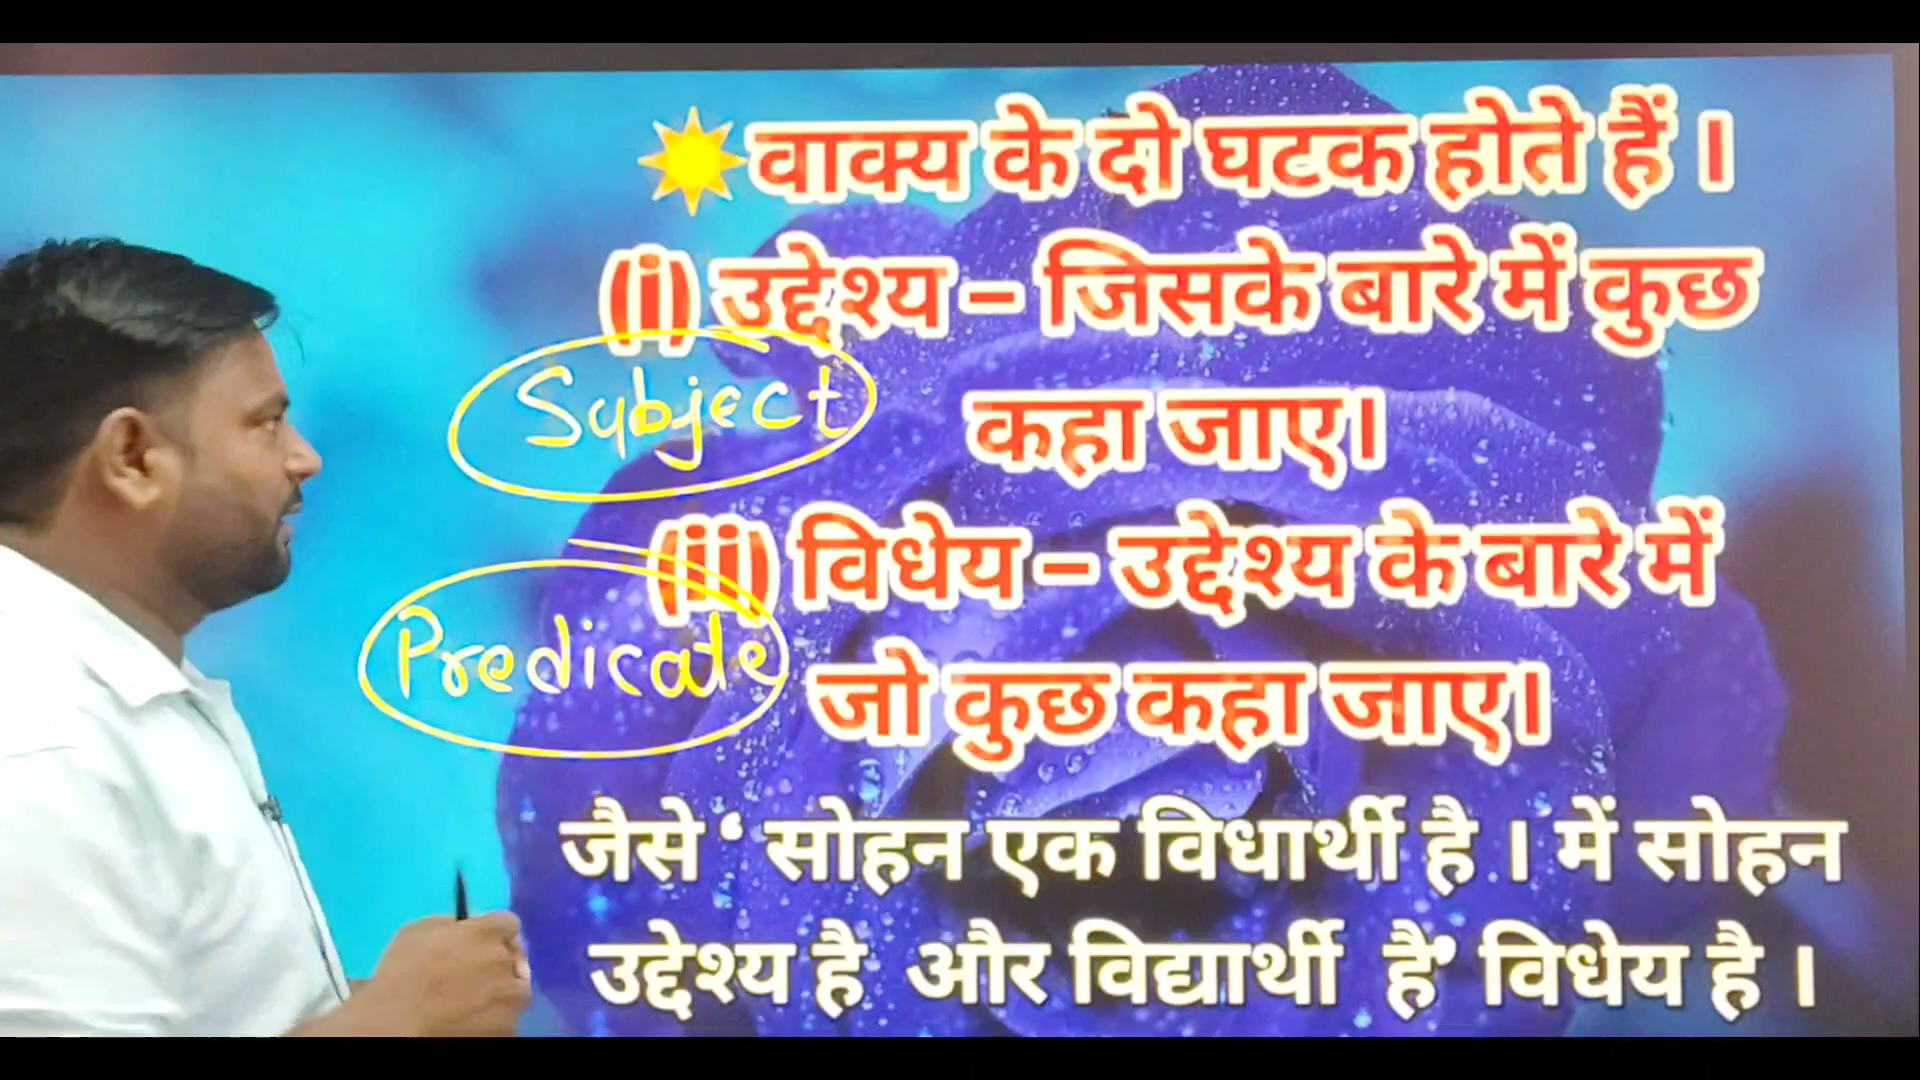 वाक्य के दो घटक होते हैं ।
(i) उद्देश्य – जिसके बारे में कुछ
Subject
कहा जाए।
(ii) विधेय – उद्देश्य के बारे में
Predicate
जो कुछ कहा जाए।
जैसे ‘ सोहन एक विधार्थी है । में सोहन
उद्देश्य है और विद्यार्थी है’ विधेय है ।